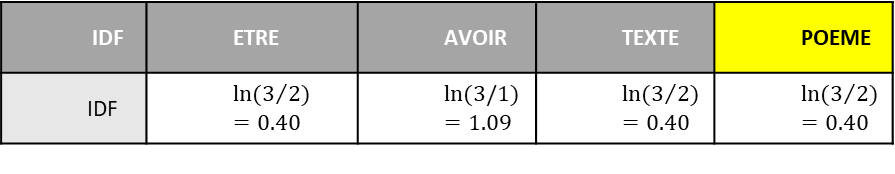 IDF ETRE AVOIR TEXTE POEME
IDF ln(3/2) = 0.40 ln(3/1) = 1.09 ln(3/2) = 0.40 ln(3/2) = 0.40